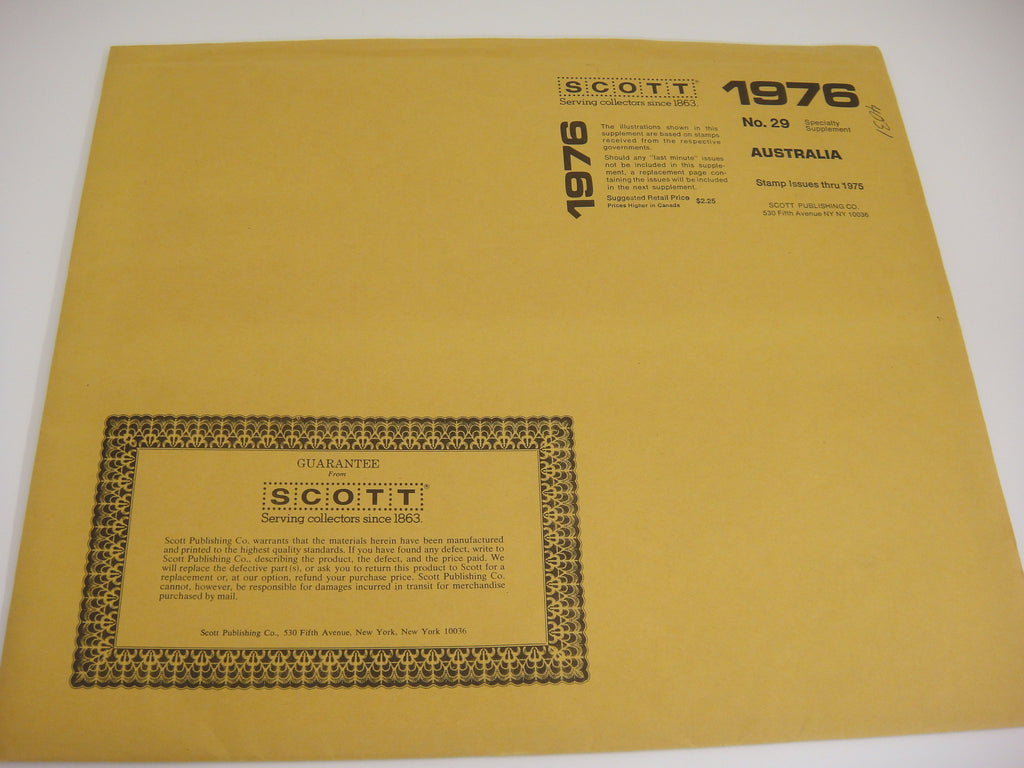 SCOTT®
Serving collectors since 1863.
1976
The illustrations shown in this
supplement are based on stamps
received from the respective
governments.
Should any "last minute" issues
not be included in this supple-
ment, a replacement page con-
taining the issues will be included
in the next supplement.
Suggested Retail Price $2.25
Prices Higher in Canada
1976
No. 29 Specialty
Supplement
AUSTRALIA
Stamp Issues thru 1975
SCOTT PUBLISHING CO.
530 Fifth Avenue NY NY 10036
4031
GUARANTEE
From
SCOTT®
Serving collectors since 1863.
Scott Publishing Co. warrants that the materials herein have been manufactured
and printed to the highest quality standards. If you have found any defect, write to
Scott Publishing Co., describing the product, the defect, and the price paid. We
will replace the defective part(s), or ask you to return this product to Scott for a
replacement or, at our option, refund your purchase price. Scott Publishing Co.
cannot, however, be responsible for damages incurred in transit for merchandise
purchased by mail.
Scott Publishing Co., 530 Fifth Avenue, New York, New York 10036